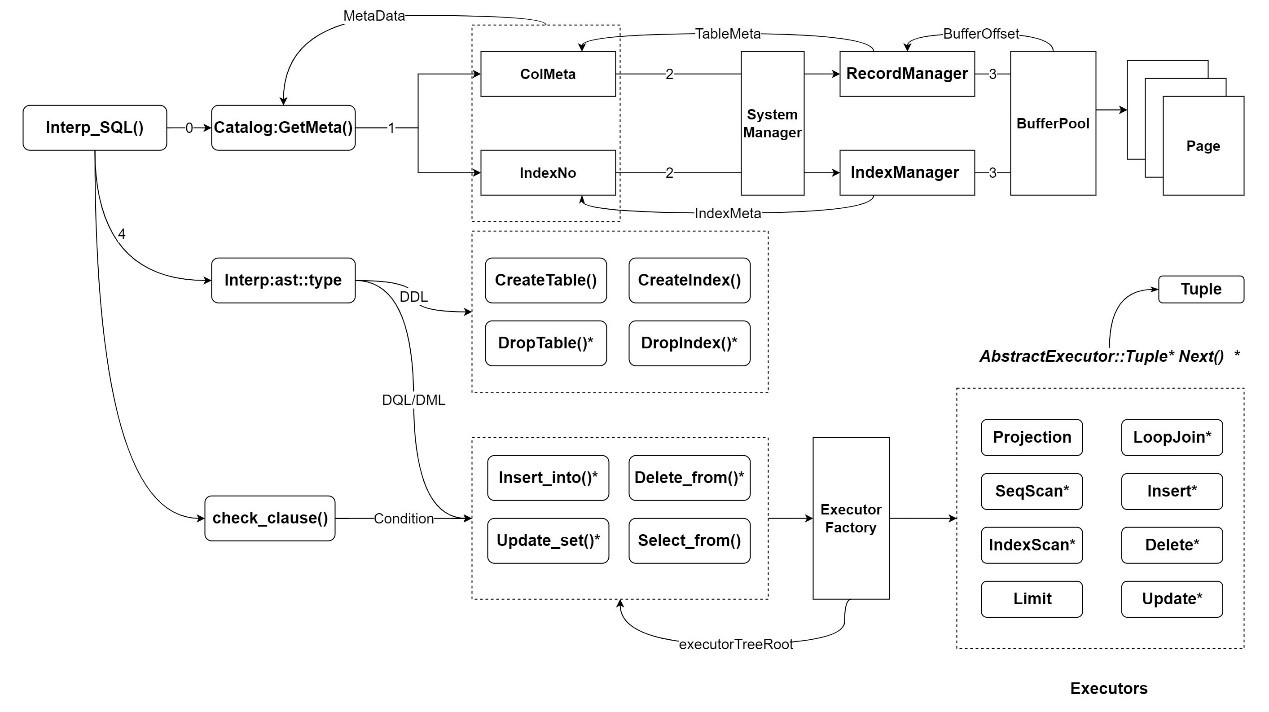 MetaData
TableMeta
BufferOffset
ColMeta
2
RecordManager
3
Interp_SQL()
0
Catalog:GetMeta()
1
System
Manager
BufferPool
Page
IndexNo
2
IndexManager
3
IndexMeta
4
Interp:ast::type
DDL
CreateTable()
CreateIndex()
DropTable()*
DropIndex()*
Tuple
AbstractExecutor::Tuple* Next() *
DQL/DML
Insert_into()*
Delete_from()*
Update_set()*
Select_from()
check_clause()
Condition
Executor
Factory
Projection
LoopJoin*
SeqScan*
Insert*
IndexScan*
Delete*
Limit
Update*
executorTreeRoot
Executors